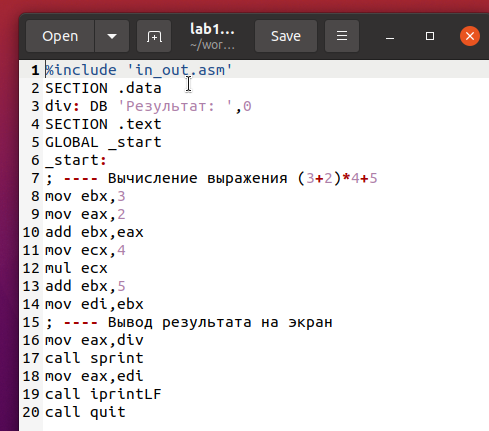 Open
lab1...
~/wor...
Save
1 %include 'in_out.asm'
2 SECTION .data
3 div: DB 'Результат: ',0
4 SECTION .text
5 GLOBAL _start
6 _start:
7 ; ---- Вычисление выражения (3+2)*4+5
8 mov ebx,3
9 mov eax,2
10 add ebx,eax
11 mov ecx,4
12 mul ecx
13 add ebx,5
14 mov edi,ebx
15 ; ---- Вывод результата на экран
16 mov eax,div
17 call sprint
18 mov eax,edi
19 call iprintLF
20 call quit